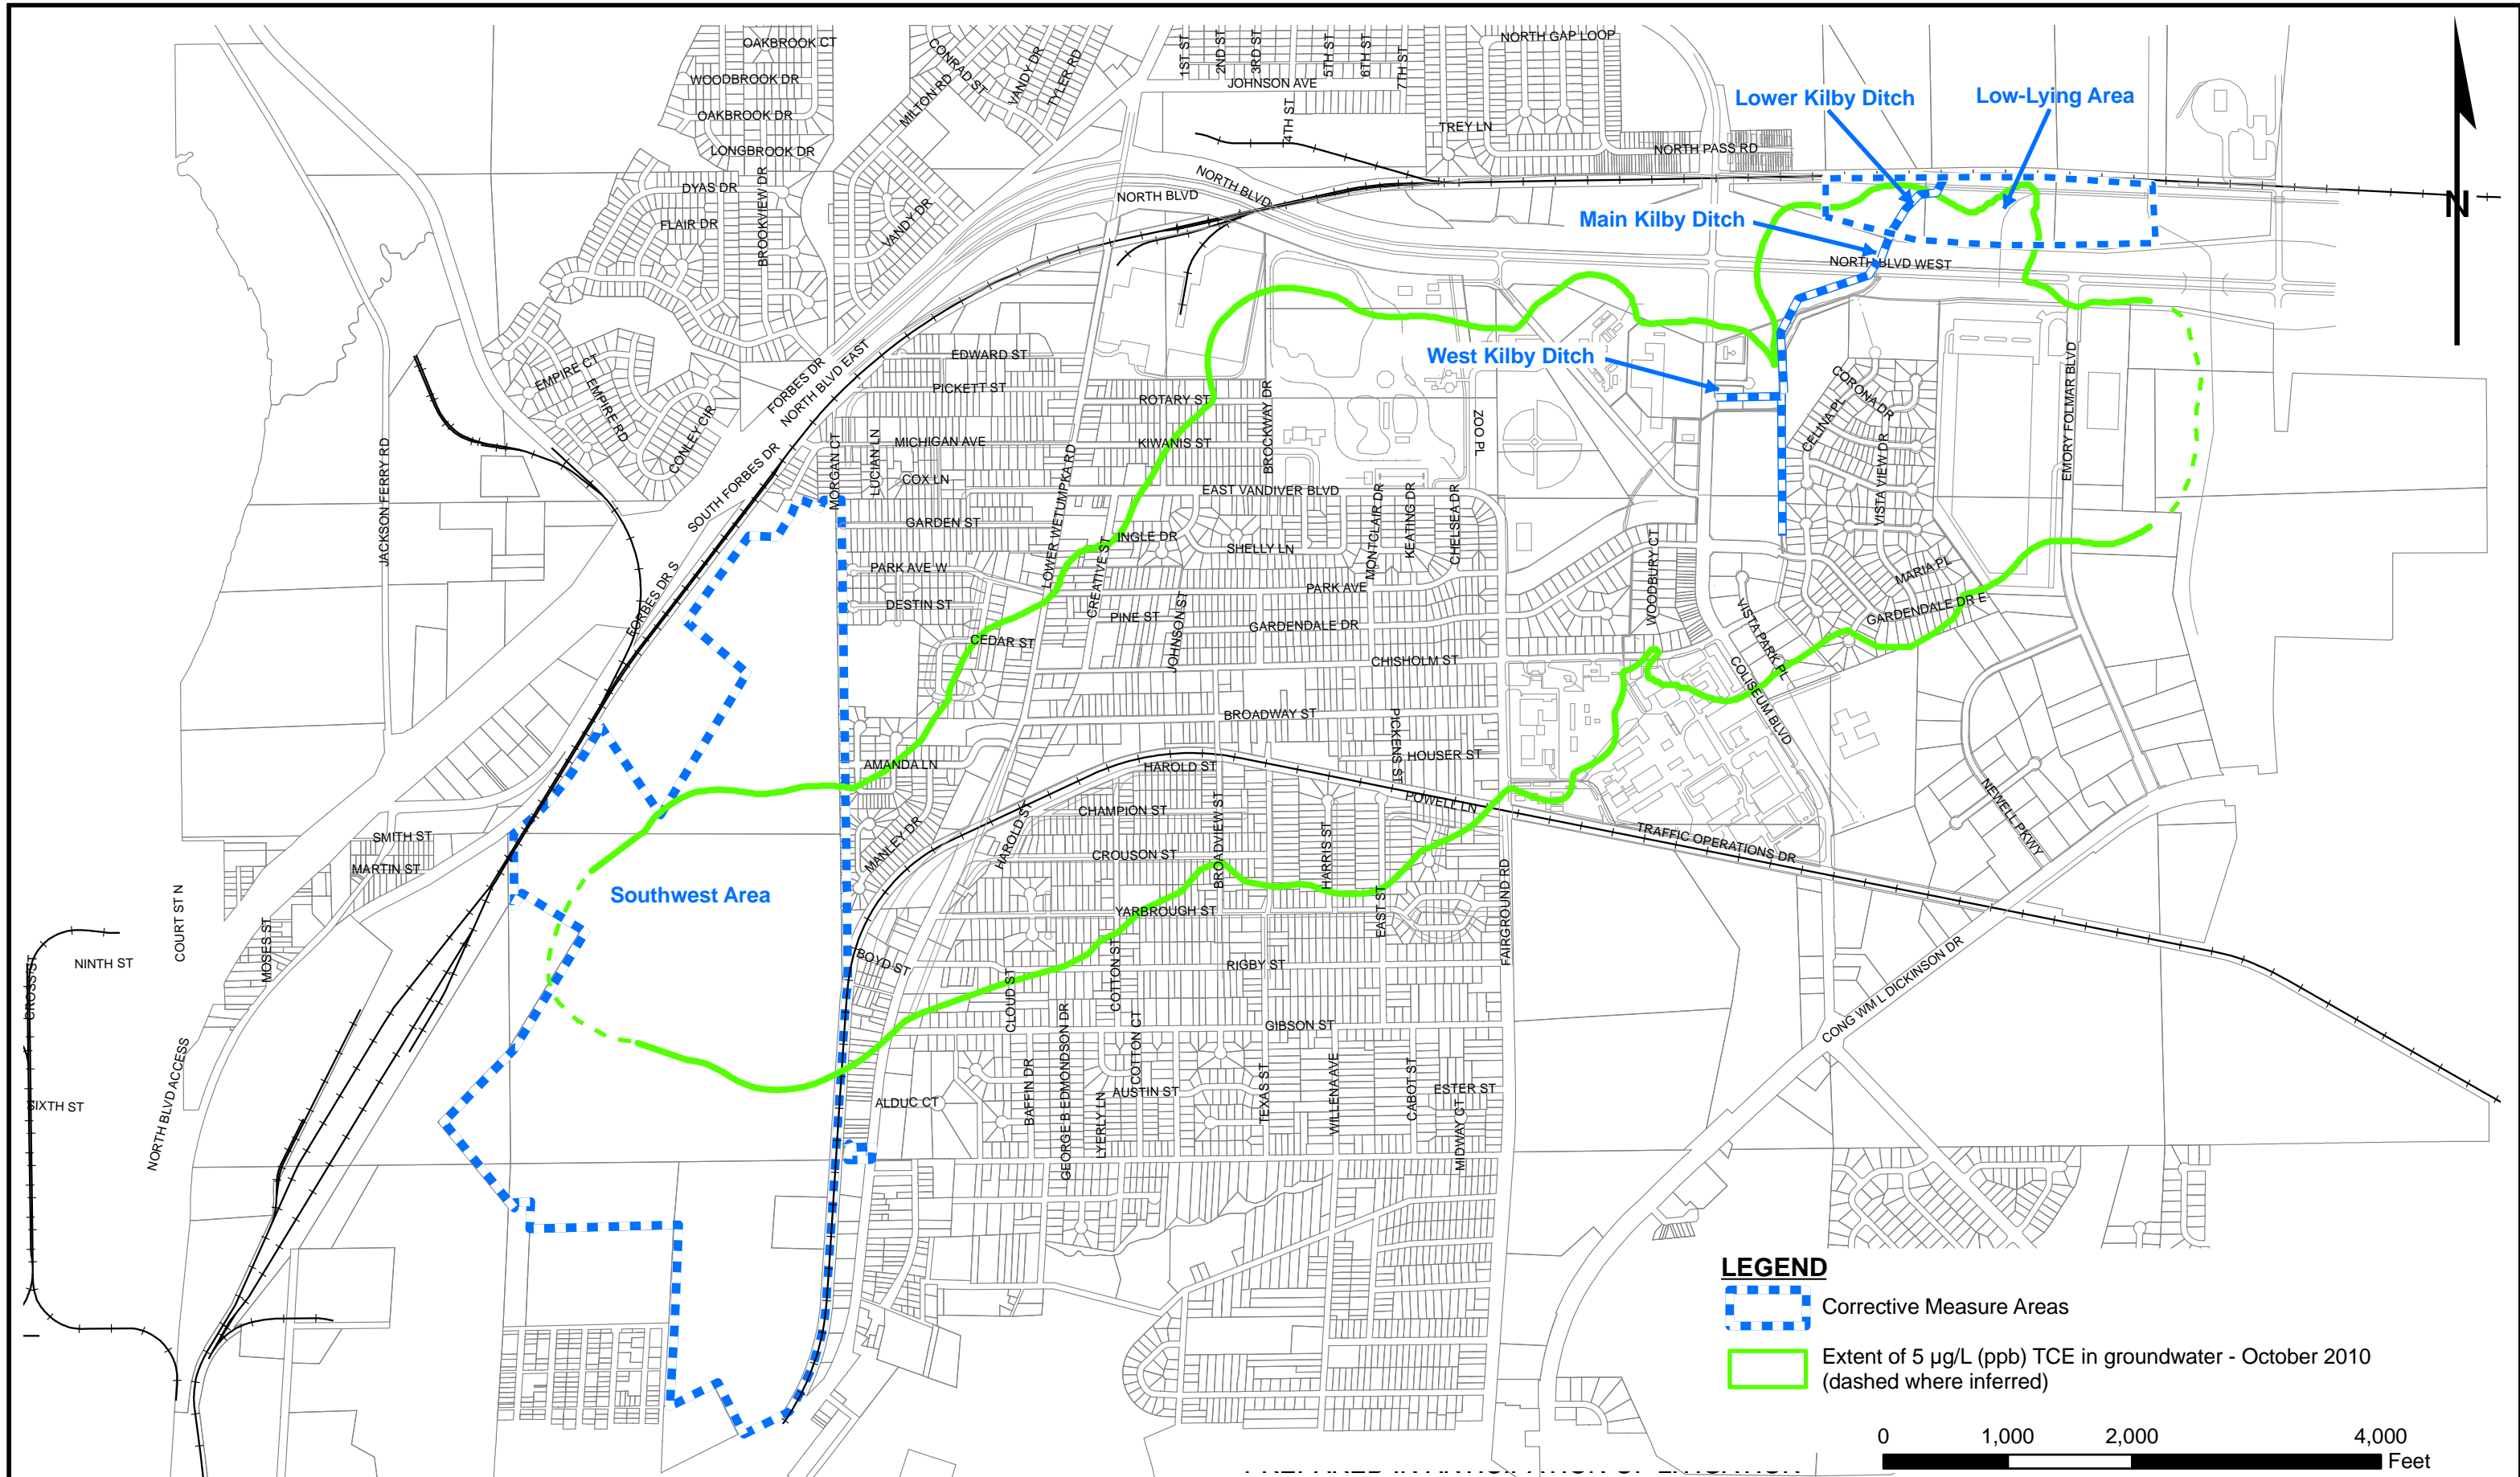 OAKBROOK CT
WOODBROOK DR
OAKBROOK DR
LONGBROOK DR
DYAS DR
FLAIR DR
BROOKVIEW DR
CONRAD ST
MILTON RD
VANDY DR
TYLER RD
VANDY DR
1ST ST
2ND ST
3RD ST
5TH ST
6TH ST
7TH ST
JOHNSON AVE
4TH ST
NORTH GAP LOOP
TREY LN
NORTH PASS RD
Lower Kilby Ditch
Low-Lying Area
NORTH BLVD
NORTH BLVD
Main Kilby Ditch
NORTH BLVD WEST
N
West Kilby Ditch
EMPIRE CT
EMPIRE RD
CONLEY CIR
FORBES DR
NORTH BLVD EAST
SOUTH FORBES DR
FORBES DR S
JACKSON FERRY RD
EDWARD ST
PICKETT ST
MICHIGAN AVE
MORGAN CT
LUCIAN LN
COX LN
GARDEN ST
PARK AVE W
DESTIN ST
CEDAR ST
LOWER WETUMPKA RD
ROTARY ST
KIWANIS ST
BROCKWAY DR
ZOO PL
EAST VANDIVER BLVD
INGLE DR
SHELLY LN
CREATIVE ST
MONTCLAIR DR
KEATING DR
CHELSEA DR
PARK AVE
PINE ST
JOHNSON ST
GARDENDALE DR
CHISHOLM ST
WOODBURY CT
CORONA DR
CELINA PL
VISTA VIEW DR
EMORY FOLMAR BLVD
MARIA PL
GARDENDALE DR E
VISTA PARK PL
COLISEUM BLVD
BROADWAY ST
PICKENS ST
HOUSER ST
AMANDA LN
MANLEY DR
HAROLD ST
HAROLD ST
CHAMPION ST
CROUSON ST
BROADVIEW ST
HARRIS ST
POWELL LN
TRAFFIC OPERATIONS DR
NEWELL PKWY
SMITH ST
MARTIN ST
Southwest Area
COURT ST N
MOSES ST
NINTH ST
CROSS ST
SIXTH ST
NORTH BLVD ACCESS
YARBROUGH ST
EAST ST
FAIRGROUND RD
BOYD ST
RIGBY ST
CLOUD ST
COTTON ST
COTTON CT
GIBSON ST
BAFFIN DR
GEORGE B EDMONDSON DR
LYERLY LN
AUSTIN ST
TEXAS ST
WILLENA AVE
CABOT ST
ESTER ST
MIDWAY CT
ALDUC CT
CONG WM L DICKINSON DR
LEGEND
Corrective Measure Areas
Extent of 5 µg/L (ppb) TCE in groundwater - October 2010
(dashed where inferred)
0 1,000 2,000 4,000
Feet